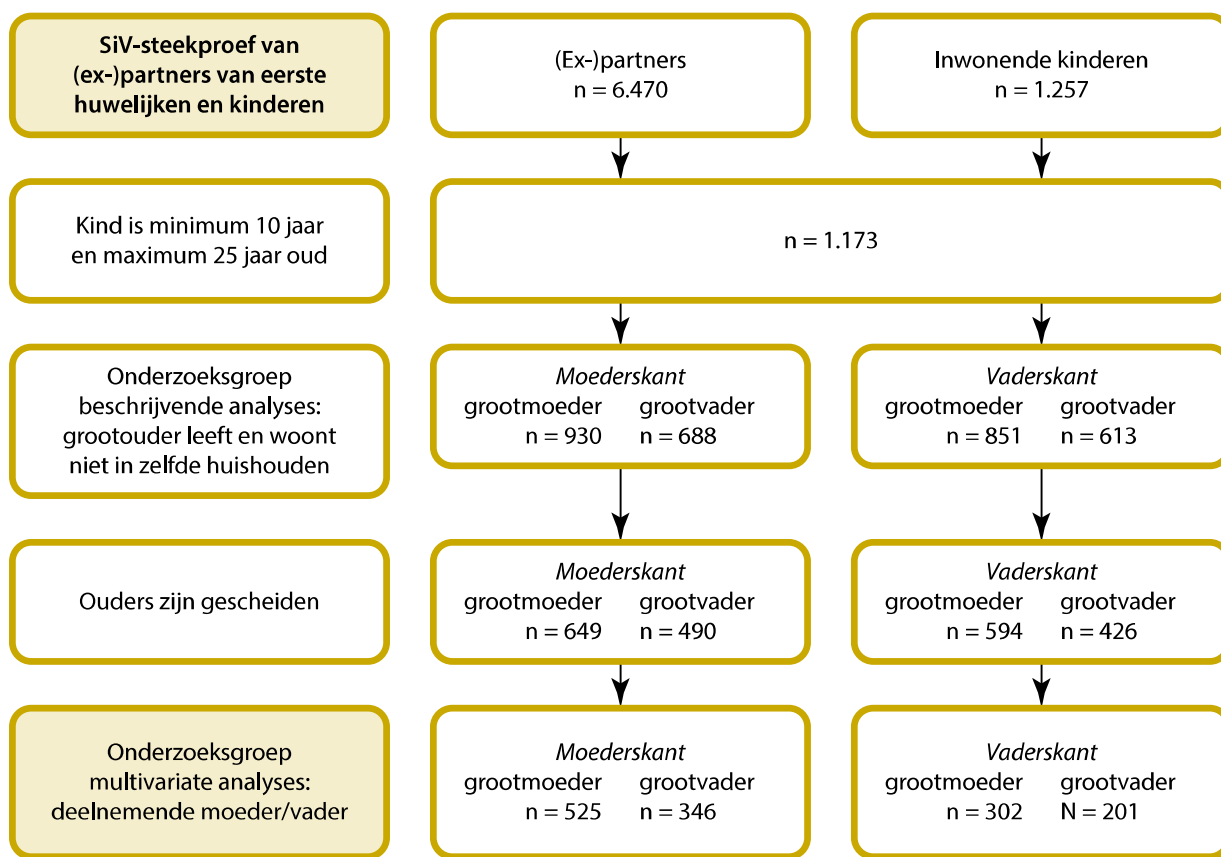 SiV-steekproef van
(ex-)partners van eerste
huwelijken en kinderen
(Ex-)partners
n = 6.470
Inwonende kinderen
n = 1.257
Kind is minimum 10 jaar
en maximum 25 jaar oud
n = 1.173
Onderzoeksgroep
beschrijvende analyses:
grootouder leeft en woont
niet in zelfde huishouden
Moederskant
grootmoeder grootvader
n = 930 n = 688
Vaderskant
grootmoeder grootvader
n = 851 n = 613
Ouders zijn gescheiden
Moederskant
grootmoeder grootvader
n = 649 n = 490
Vaderskant
grootmoeder grootvader
n = 594 n = 426
Onderzoeksgroep
multivariate analyses:
deelnemende moeder/vader
Moederskant
grootmoeder grootvader
n = 525 n = 346
Vaderskant
grootmoeder grootvader
n = 302 N = 201